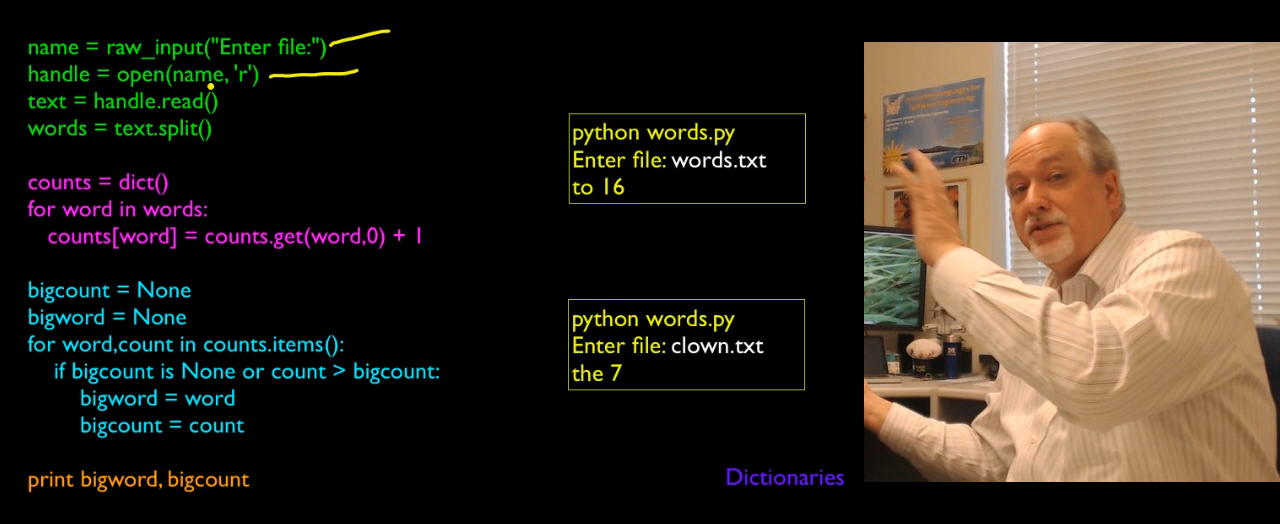 name = raw_input("Enter file:")
handle = open(name, 'r')
text = handle.read()
words = text.split()
counts = dict()
for word in words:
counts[word] = counts.get(word,0) + 1
bigcount = None
bigword = None
for word,count in counts.items():
if bigcount is None or count > bigcount:
bigword = word
bigcount = count
print bigword, bigcount
python words.py
Enter file: words.txt
to 16
python words.py
Enter file: clown.txt
the 7
Dictionaries
ETH